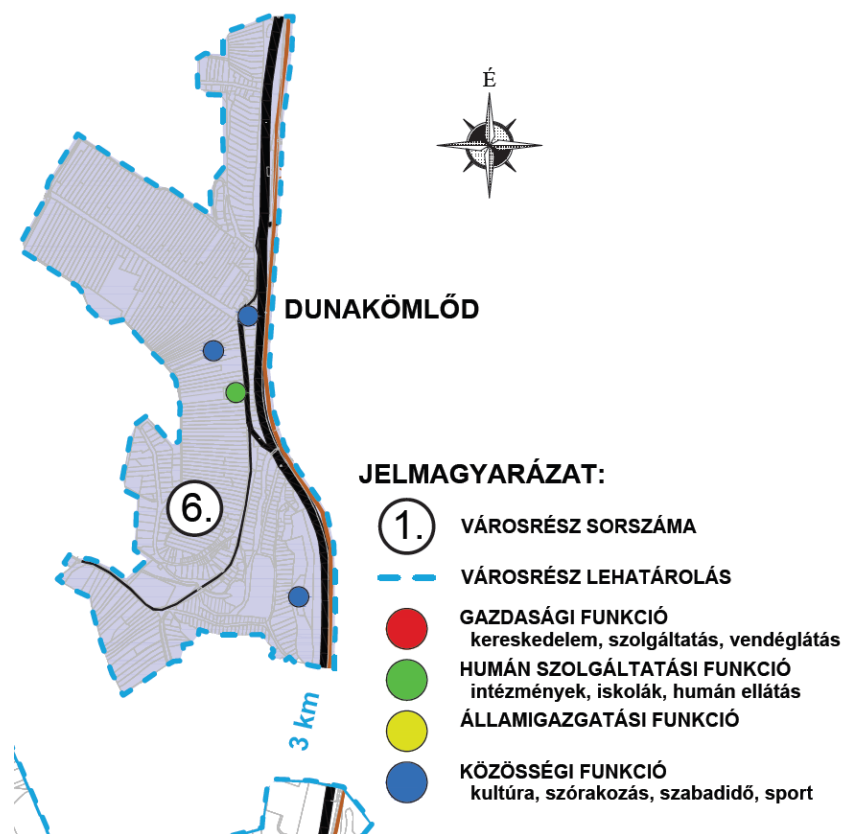 É
DUNAKÖMLŐD
6.
JELMAGYARÁZAT:
1. VÁROSRÉSZ SORSZÁMA
VÁROSRÉSZ LEHATÁROLÁS
GAZDASÁGI FUNKCIÓ
kereskedelem, szolgáltatás, vendéglátás
HUMÁN SZOLGÁLTATÁSI FUNKCIÓ
intézmények, iskolák, humán ellátás
ÁLLAMIGAZGATÁSI FUNKCIÓ
KÖZÖSSÉGI FUNKCIÓ
kultúra, szórakozás, szabadidő, sport
3 km